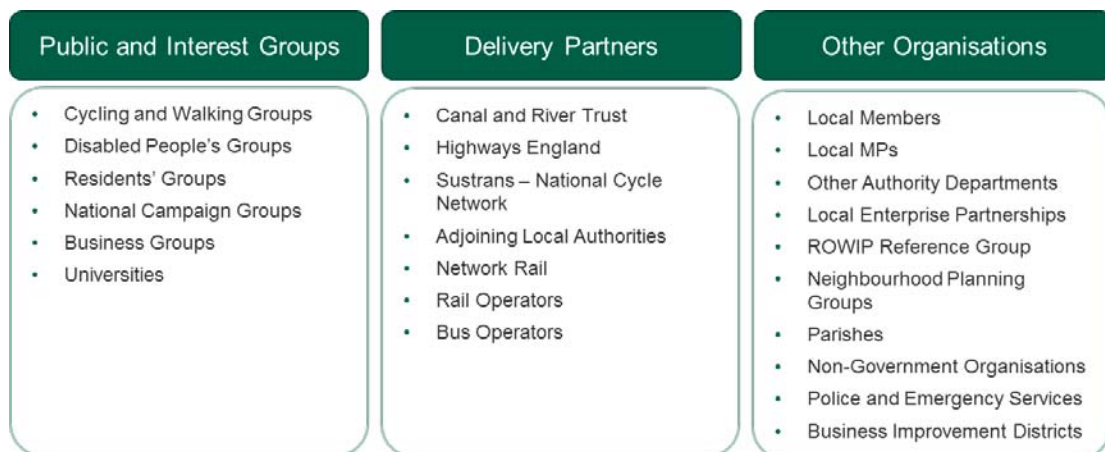 Public and Interest Groups
• Cycling and Walking Groups
• Disabled People's Groups
• Residents' Groups
• National Campaign Groups
• Business Groups
• Universities
Delivery Partners
• Canal and River Trust
• Highways England
• Sustrans – National Cycle
Network
• Adjoining Local Authorities
• Network Rail
• Rail Operators
• Bus Operators
Other Organisations
• Local Members
• Local MPs
• Other Authority Departments
• Local Enterprise Partnerships
• ROWIP Reference Group
• Neighbourhood Planning
Groups
• Parishes
• Non-Government Organisations
• Police and Emergency Services
• Business Improvement Districts